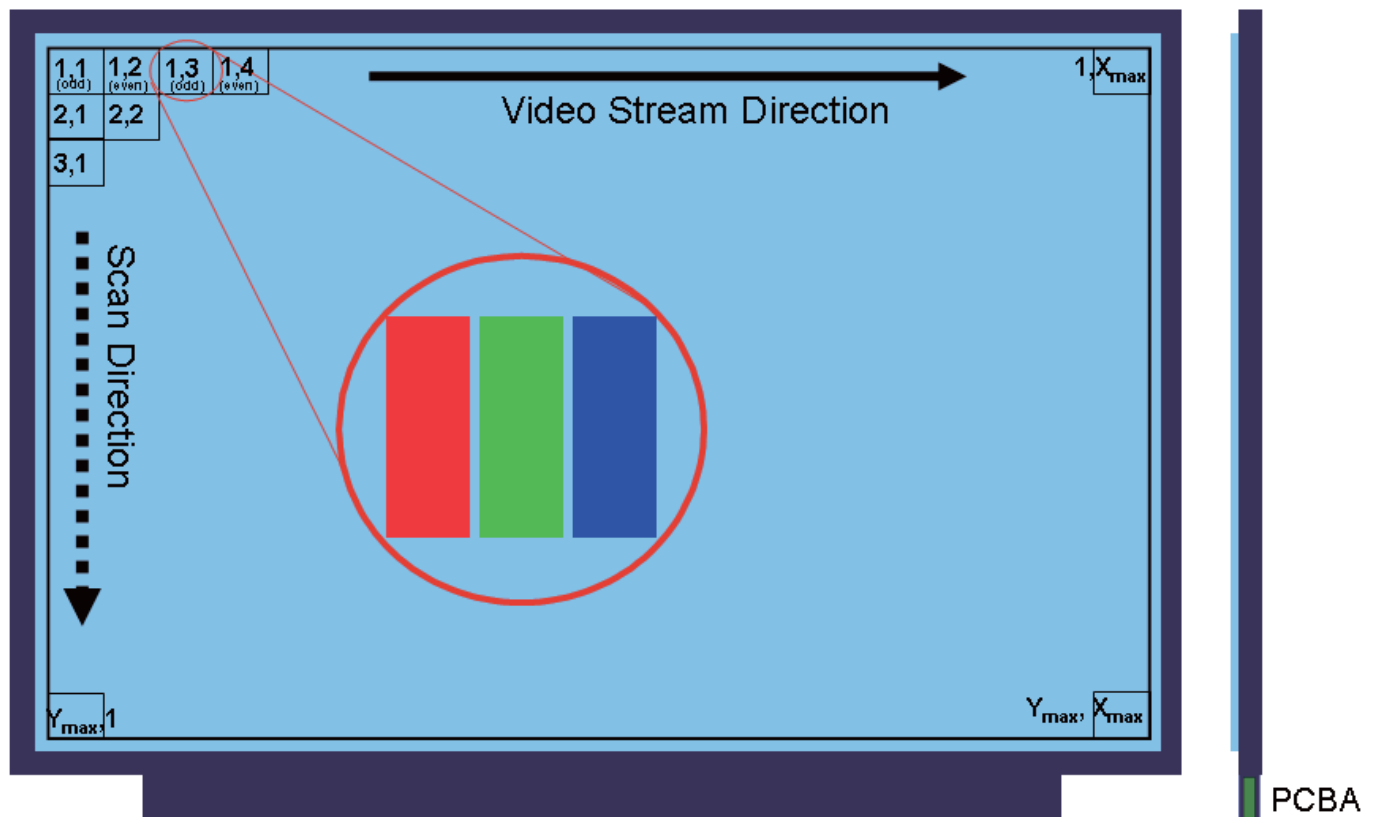 1,1 1,2 1,3 1,4 1,Xmax
(odd) (even) (odd) (even)
2,1 2,2
3,1
Video Stream Direction
Scan Direction
Ymax,1 Ymax, Xmax
PCBA